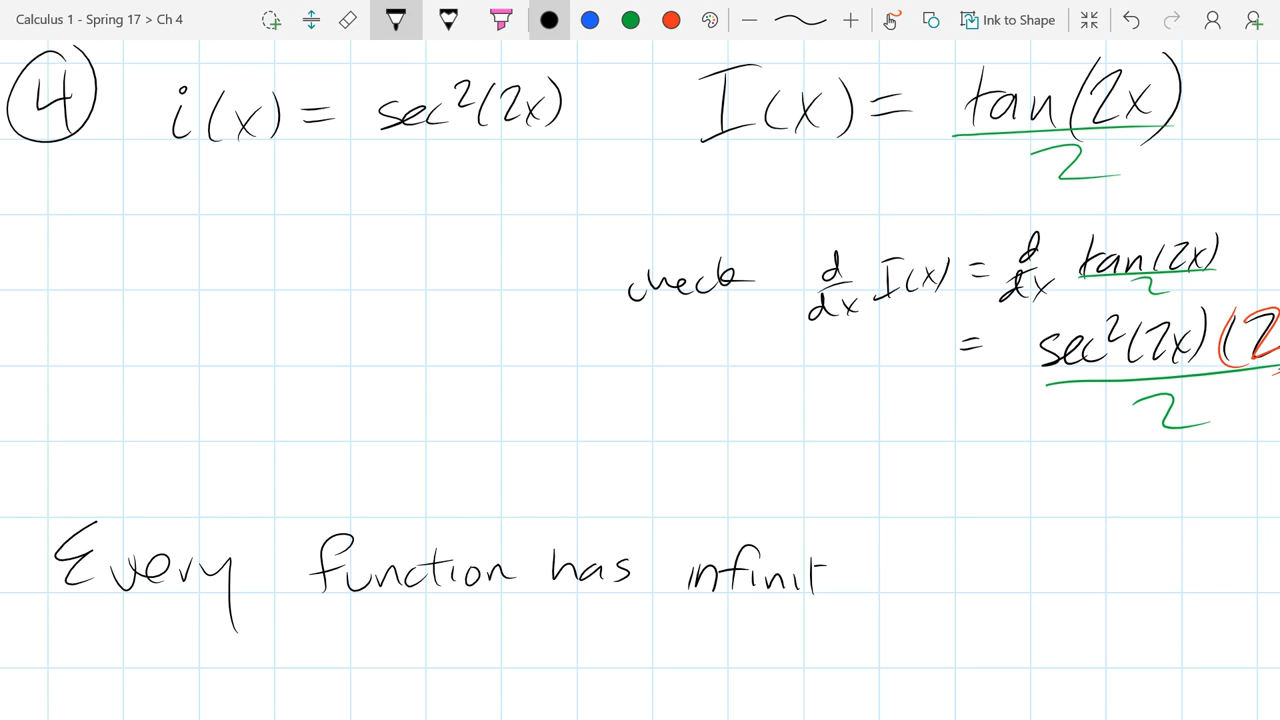 Calculus 1 - Spring 17 > Ch 4
Ink to Shape
④ i(x) = sec²(2x) I(x) = tan(2x)/2
check d/dx I(x) = d/dx tan(2x)/2
= sec²(2x)(2/2
Every function has infinit